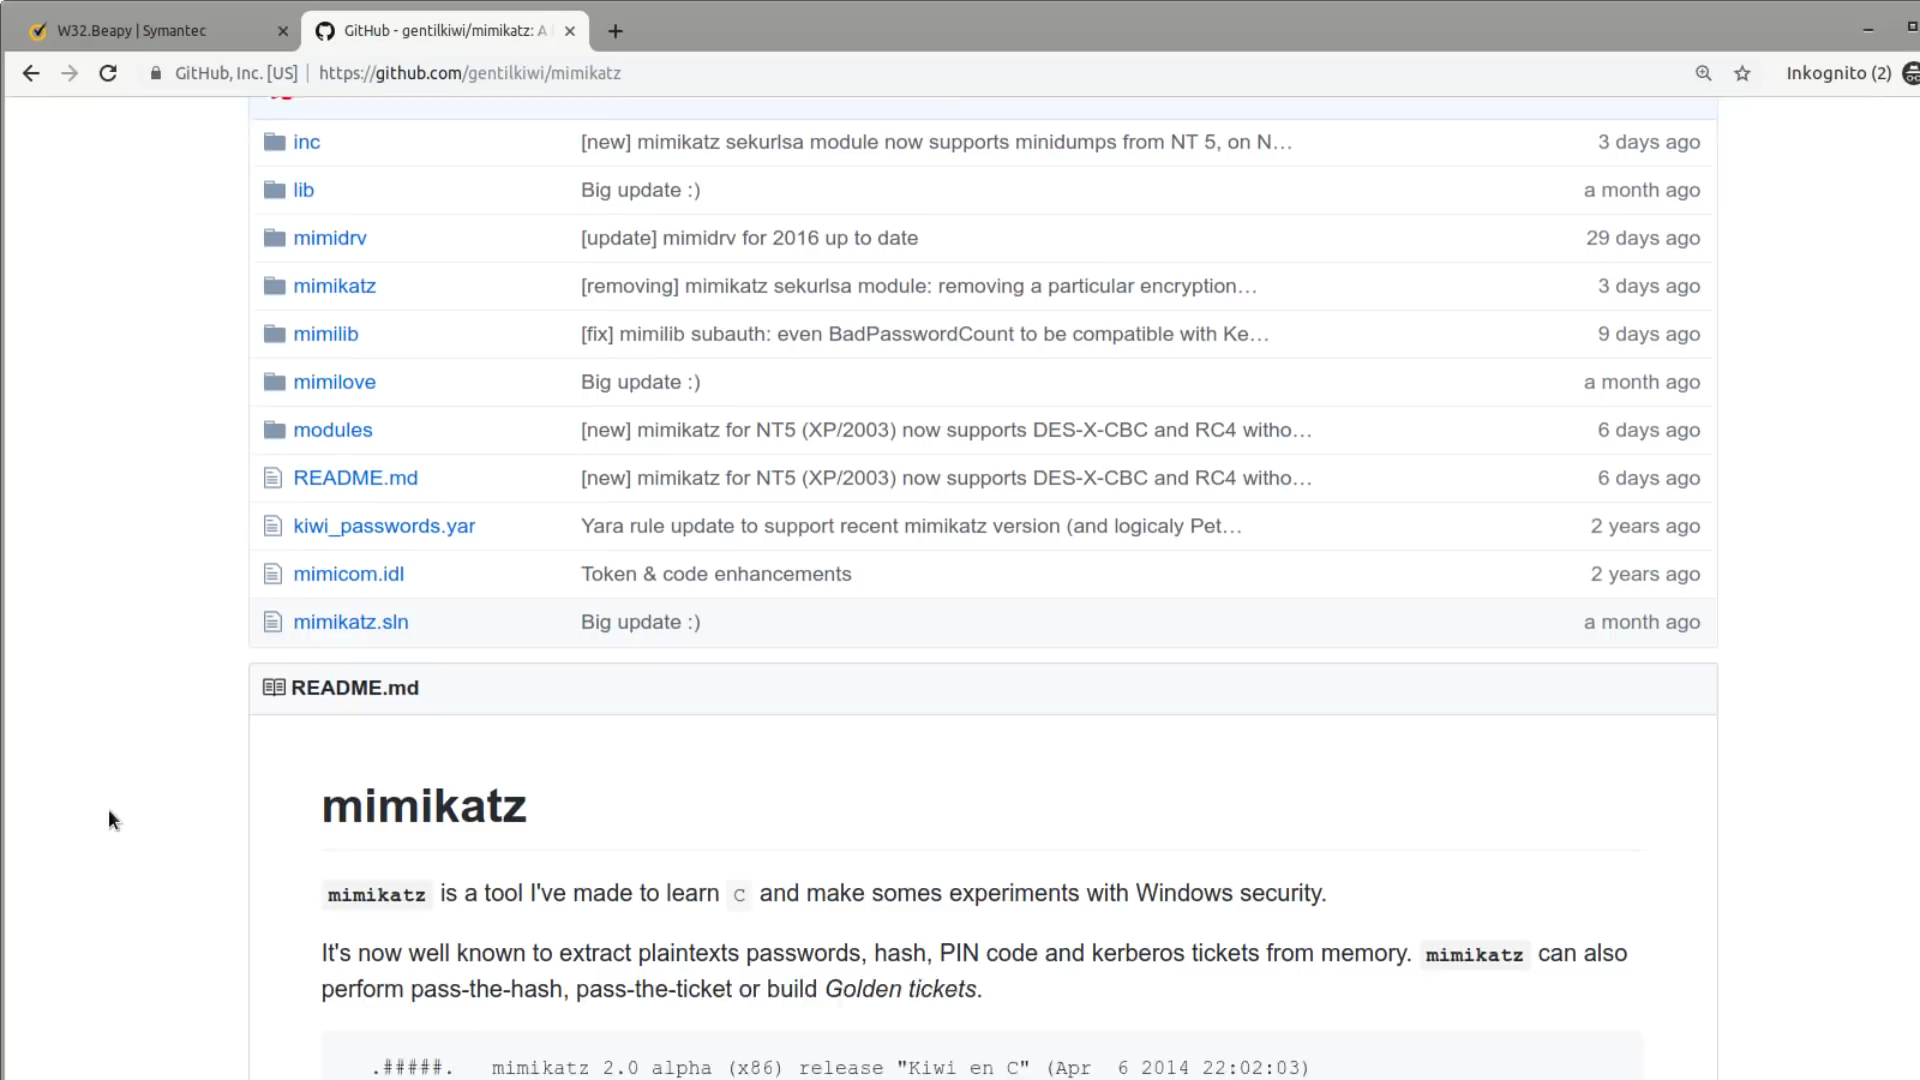 W32.Beapy | Symantec
GitHub - gentilkiwi/mimikatz: A
GitHub, Inc. [US] | https://github.com/gentilkiwi/mimikatz
Inkognito (2)
inc [new] mimikatz sekurlsa module now supports minidumps from NT 5, on N… 3 days ago
lib Big update :) a month ago
mimidrv [update] mimidrv for 2016 up to date 29 days ago
mimikatz [removing] mimikatz sekurlsa module: removing a particular encryption… 3 days ago
mimilib [fix] mimilib subauth: even BadPasswordCount to be compatible with Ke… 9 days ago
mimilove Big update :) a month ago
modules [new] mimikatz for NT5 (XP/2003) now supports DES-X-CBC and RC4 witho… 6 days ago
README.md [new] mimikatz for NT5 (XP/2003) now supports DES-X-CBC and RC4 witho… 6 days ago
kiwi_passwords.yar Yara rule update to support recent mimikatz version (and logicaly Pet… 2 years ago
mimicom.idl Token & code enhancements 2 years ago
mimikatz.sln Big update :) a month ago
README.md
mimikatz
mimikatz is a tool I've made to learn C and make somes experiments with Windows security.
It's now well known to extract plaintexts passwords, hash, PIN code and kerberos tickets from memory. mimikatz can also
perform pass-the-hash, pass-the-ticket or build Golden tickets.
.#####. mimikatz 2.0 alpha (x86) release "Kiwi en C" (Apr 6 2014 22:02:03)